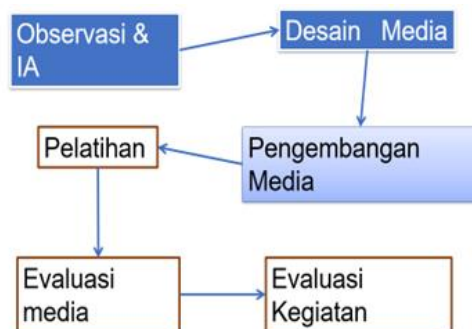 Observasi &
IA
Desain Media
Pelatihan
Pengembangan
Media
Evaluasi
media
Evaluasi
Kegiatan